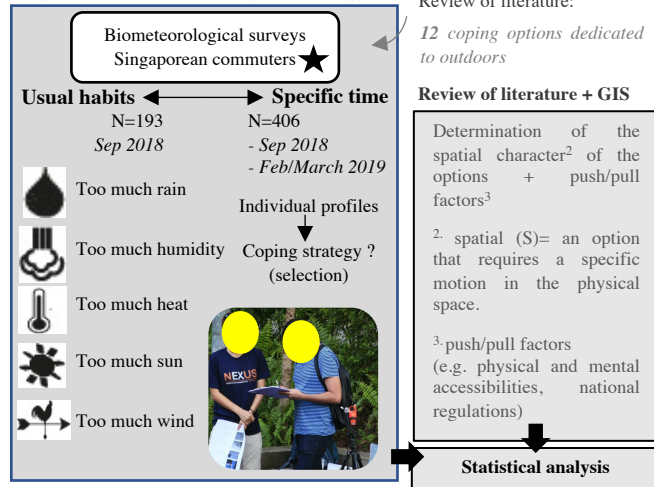 Review of literature:
12 coping options dedicated
to outdoors
Biometeorological surveys
Singaporean commuters
Usual habits
Specific time
N=193
Sep 2018
N=406
- Sep 2018
- Feb/March 2019
Individual profiles
Coping strategy ?
(selection)
Too much rain
Too much humidity
Too much heat
Too much sun
Too much wind
NEXUS
Review of literature + GIS
Determination of the
spatial character2 of the
options + push/pull
factors3
2. spatial (S)= an option
that requires a specific
motion in the physical
space.
3. push/pull factors
(e.g. physical and mental
accessibilities, national
regulations)
Statistical analysis